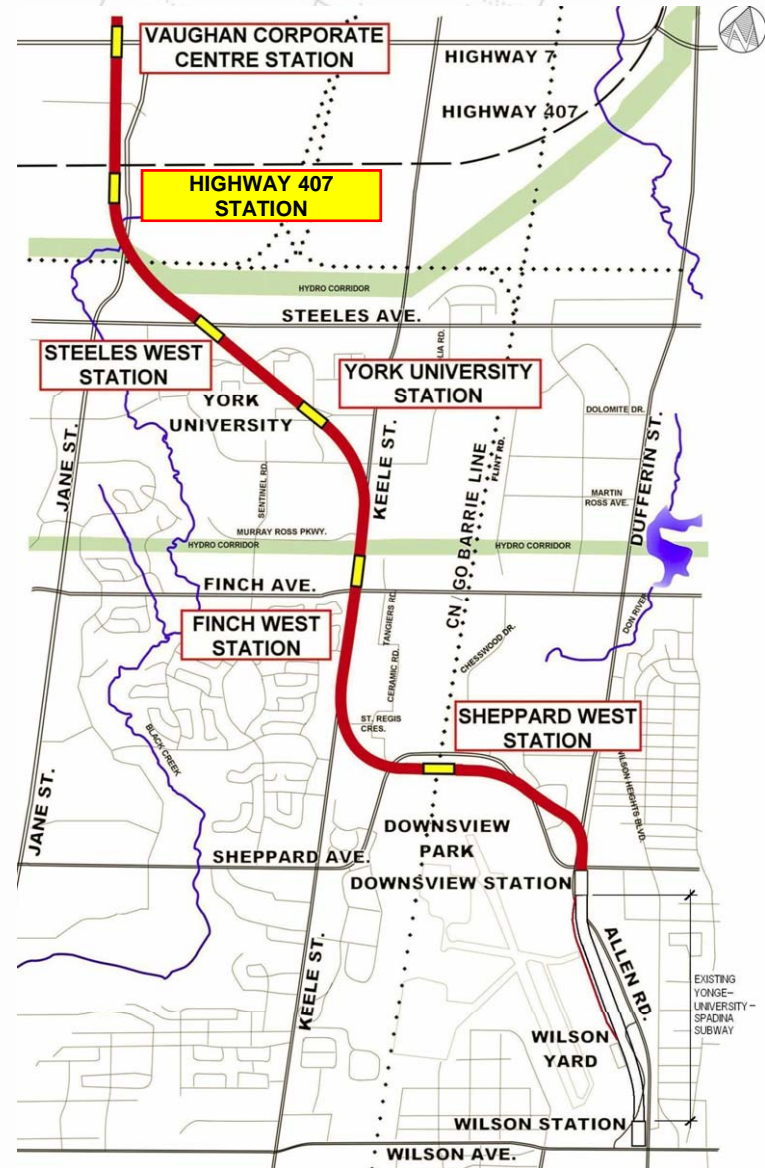 VAUGHAN CORPORATE
CENTRE STATION
HIGHWAY 7
HIGHWAY 407
HIGHWAY 407
STATION
HYDRO CORRIDOR
STEELES AVE.
STEELES WEST
STATION
LIA RD.
YORK UNIVERSITY
STATION
YORK
UNIVERSITY
DOLOMITE DR.
JANE ST.
KEELE ST.
CN / GO BARRIE LINE
FLINT RD.
DUFFERIN ST.
SENTINEL RD.
MARTIN
ROSS AVE.
MURRAY ROSS PKWY.
HYDRO CORRIDOR
HYDRO CORRIDOR
FINCH AVE.
TANGIERS RD.
DON RIVER
FINCH WEST
STATION
CHESSWOOD DR.
CERAMIC RD.
ST. REGIS
CRES.
SHEPPARD WEST
STATION
BLACK CREEK
WILSON HEIGHTS BLVD.
JANE ST.
DOWNSVIEW
PARK
SHEPPARD AVE.
DOWNSVIEW STATION
KEELE ST.
ALLEN RD.
EXISTING
YONGE–
UNIVERSITY–
SPADINA
SUBWAY
WILSON
YARD
WILSON STATION
WILSON AVE.